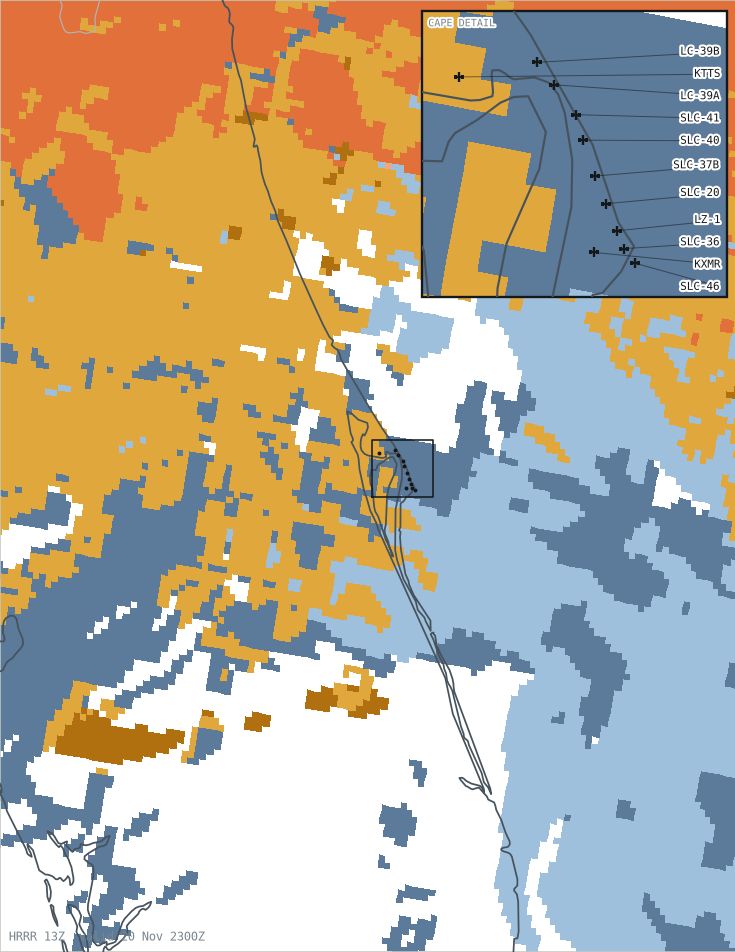 CAPE DETAIL
LC-39B
KTTS
LC-39A
SLC-41
SLC-40
SLC-37B
SLC-20
LZ-1
SLC-36
KXMR
SLC-46
HRRR 13Z 20 Nov 2300Z